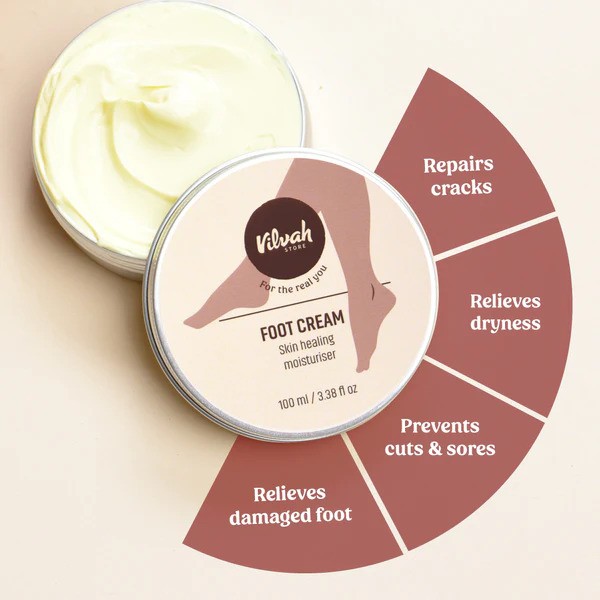 Vilvah
STORE
For the real you
FOOT CREAM
Skin healing
moisturiser
100 ml / 3.38 fl oz
Repairs
cracks
Relieves
dryness
Prevents
cuts & sores
Relieves
damaged foot